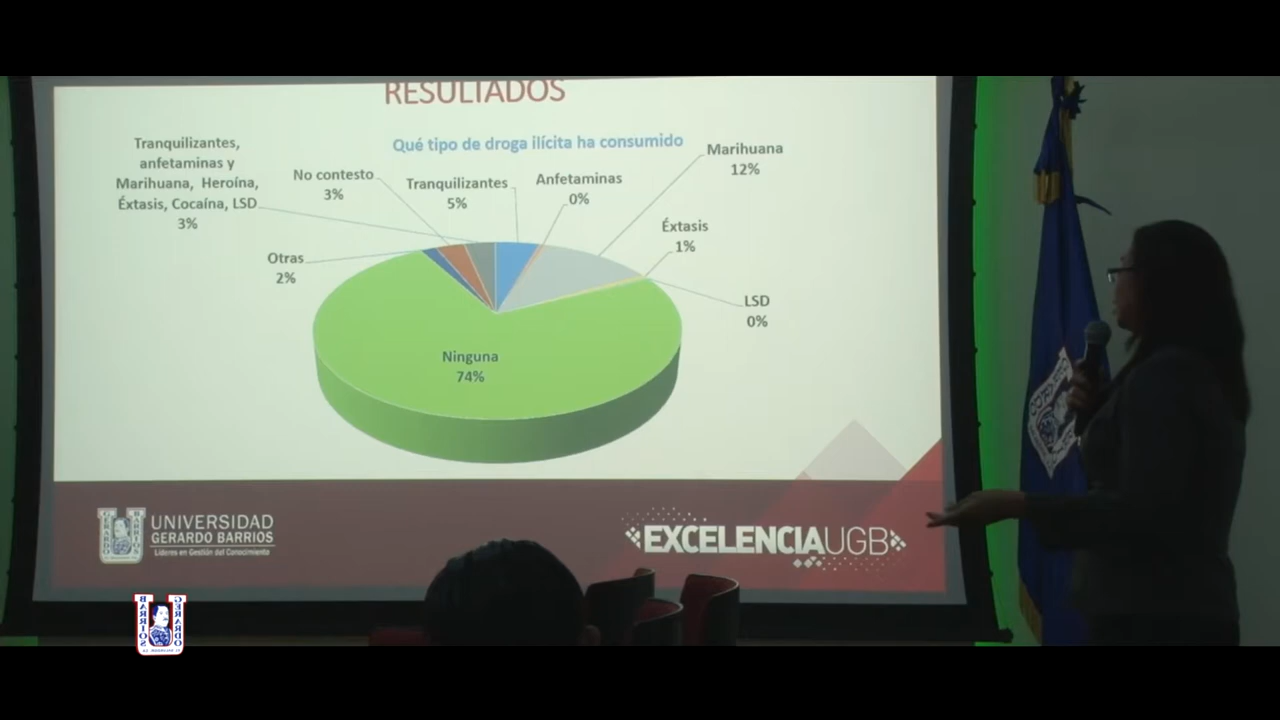 RESULTADOS
Qué tipo de droga ilícita ha consumido
Tranquilizantes,
anfetaminas y
Marihuana, Heroína,
Éxtasis, Cocaína, LSD
3%
No contesto
3%
Tranquilizantes
5%
Anfetaminas
0%
Marihuana
12%
Éxtasis
1%
Otras
2%
LSD
0%
Ninguna
74%
UNIVERSIDAD
GERARDO BARRIOS
Líderes en Gestión del Conocimiento
EXCELENCIAUGB
GERARDO
BARRIOS